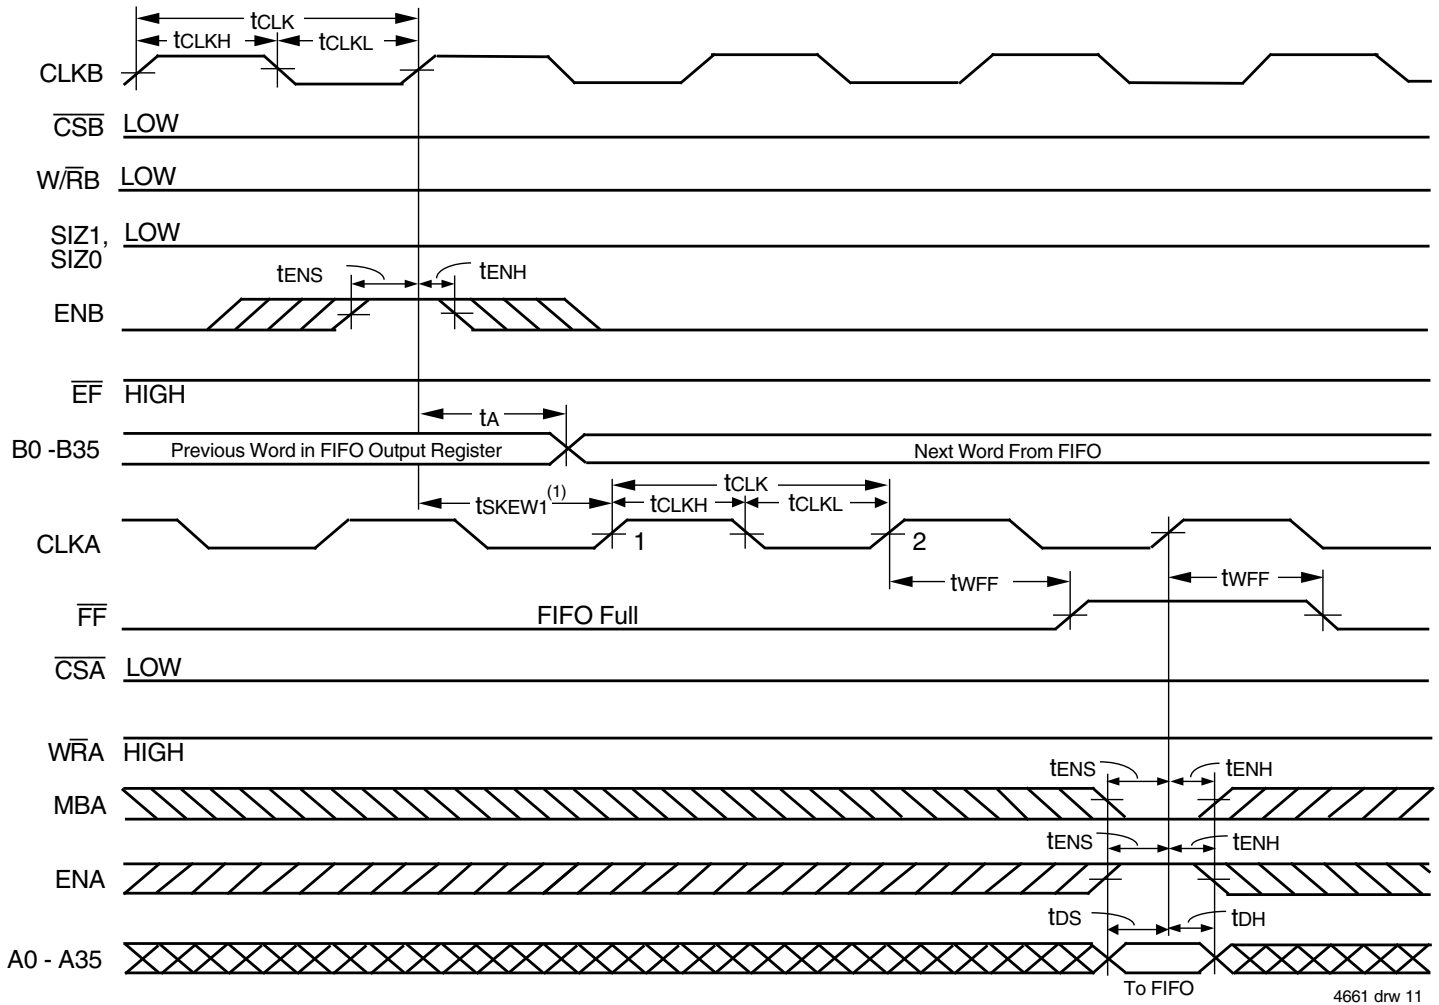 tCLK
tCLKH tCLKL
CLKB
CSB LOW
W/RB LOW
SIZ1, SIZ0 LOW
tENS tENH
ENB
EF HIGH
tA
B0 -B35 Previous Word in FIFO Output Register Next Word From FIFO
tCLK
tSKEW1(1) tCLKH tCLKL
CLKA 1 2
tWFF tWFF
FF FIFO Full
CSA LOW
WRA HIGH
tENS tENH
MBA
tENS tENH
ENA
tDS tDH
A0 - A35
To FIFO
4661 drw 11